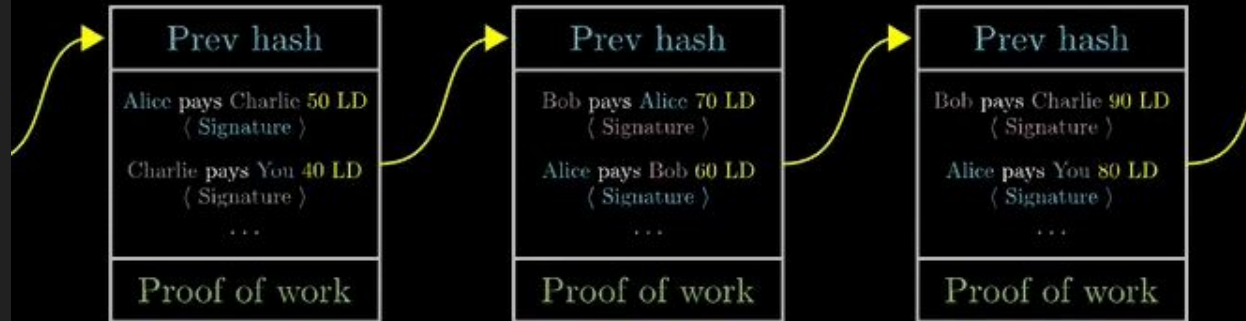 Prev hash
Alice pays Charlie 50 LD
⟨ Signature ⟩
Charlie pays You 40 LD
⟨ Signature ⟩
...
Proof of work
Prev hash
Bob pays Alice 70 LD
⟨ Signature ⟩
Alice pays Bob 60 LD
⟨ Signature ⟩
...
Proof of work
Prev hash
Bob pays Charlie 90 LD
⟨ Signature ⟩
Alice pays You 80 LD
⟨ Signature ⟩
...
Proof of work